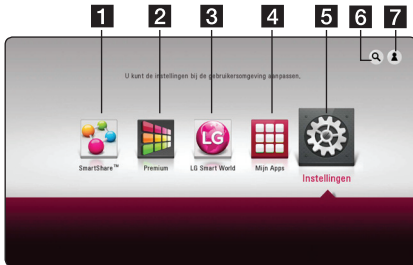 1 2 3 4 5 6 7
U kunt de instellingen bij de gebruikersomgeving aanpassen.
LG
SmartShare™ Premium LG Smart World Mijn Apps Instellingen